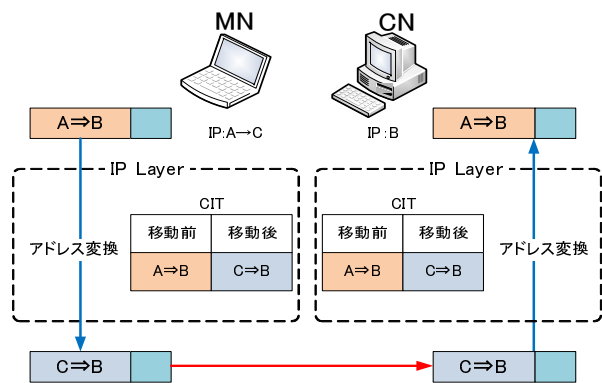 MN
CN
IP:A→C
IP:B
A⇒B
A⇒B
IP Layer
IP Layer
CIT
移動前 移動後
A⇒B C⇒B
アドレス変換
CIT
移動前 移動後
A⇒B C⇒B
アドレス変換
C⇒B
C⇒B